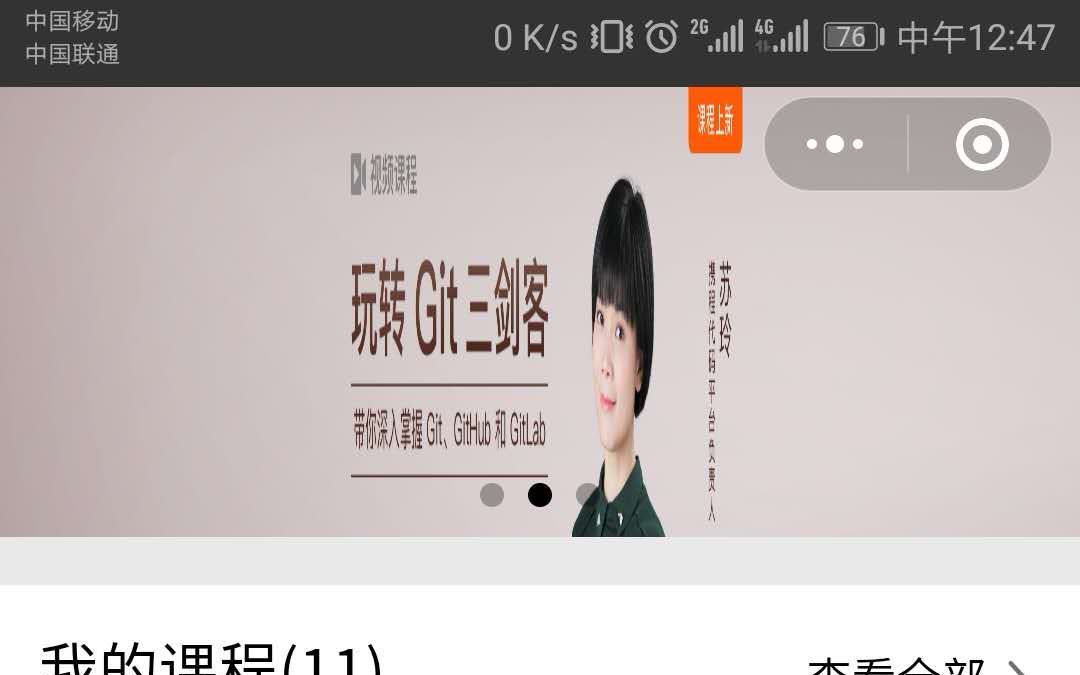 中国移动
中国联通
0 K/s 2G 4G 76 中午12:47
课程上新
视频课程
玩转 Git 三剑客
带你深入掌握 Git、GitHub 和 GitLab
苏玲
携程代码平台负责人
我的课程(11)
查看全部